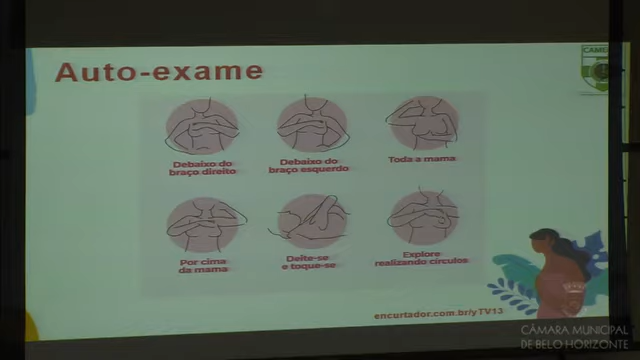 Auto-exame
Debaixo do
braço direito
Debaixo do
braço esquerdo
Toda a mama
Por cima
da mama
Deite-se
e toque-se
Explore
realizando círculos
encurtador.com.br/yTV13
CÂMARA MUNICIPAL
DE BELO HORIZONTE